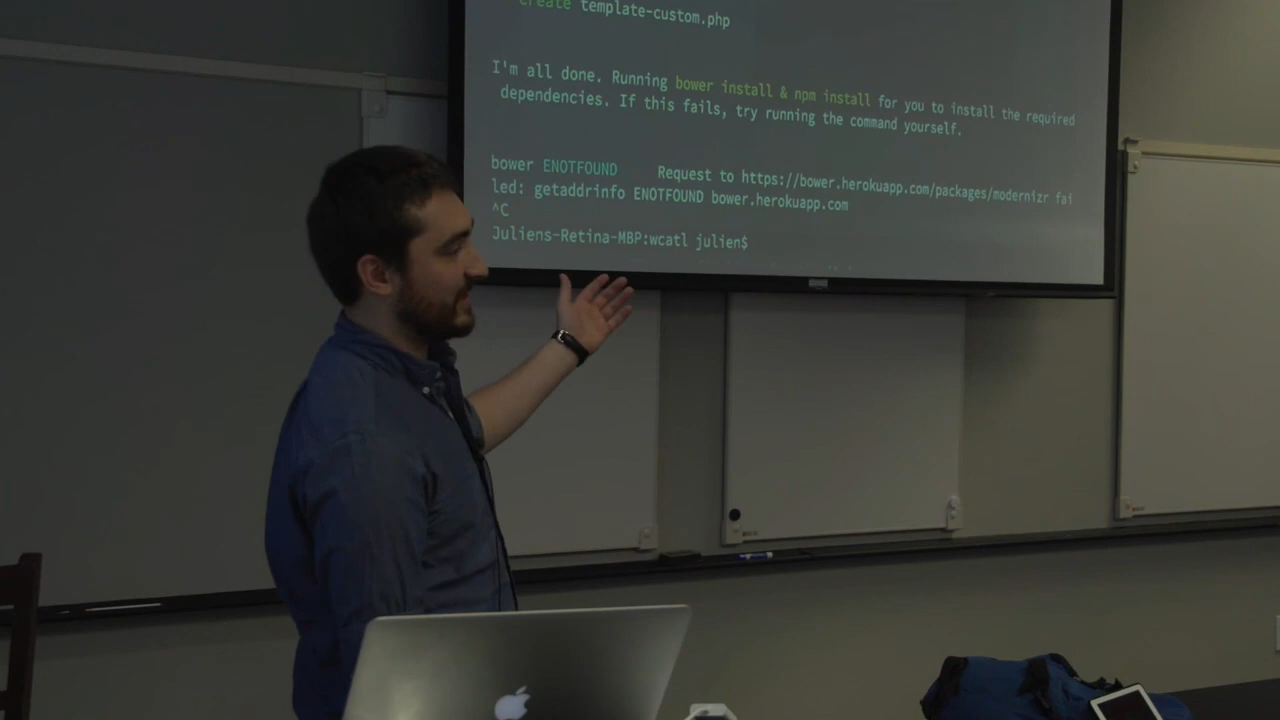 create template-custom.php
I'm all done. Running bower install & npm install for you to install the required
dependencies. If this fails, try running the command yourself.
bower ENOTFOUND Request to https://bower.herokuapp.com/packages/modernizr fai
led: getaddrinfo ENOTFOUND bower.herokuapp.com
^C
Juliens-Retina-MBP:wcatl julien$